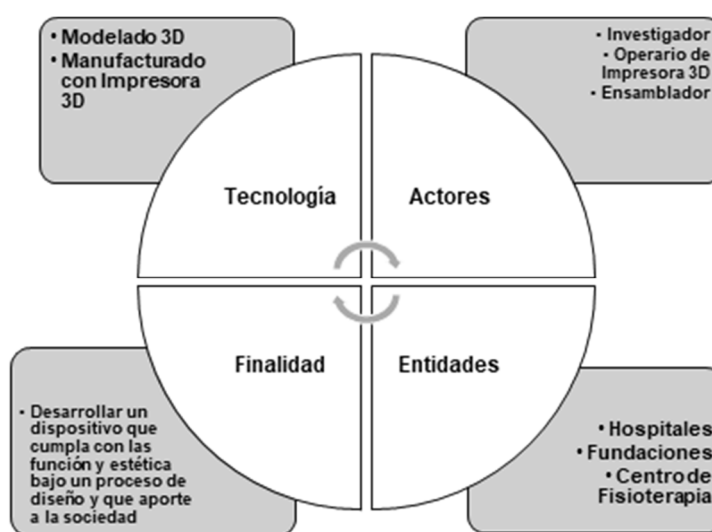 • Modelado 3D
• Manufacturado
con Impresora
3D
• Investigador
• Operario de
Impresora 3D
• Ensamblador
Tecnología
Actores
Finalidad
Entidades
• Desarrollar un
dispositivo que
cumpla con las
función y estética
bajo un proceso de
diseño y que aporte
a la sociedad
• Hospitales
• Fundaciones
• Centro de
Fisioterapia